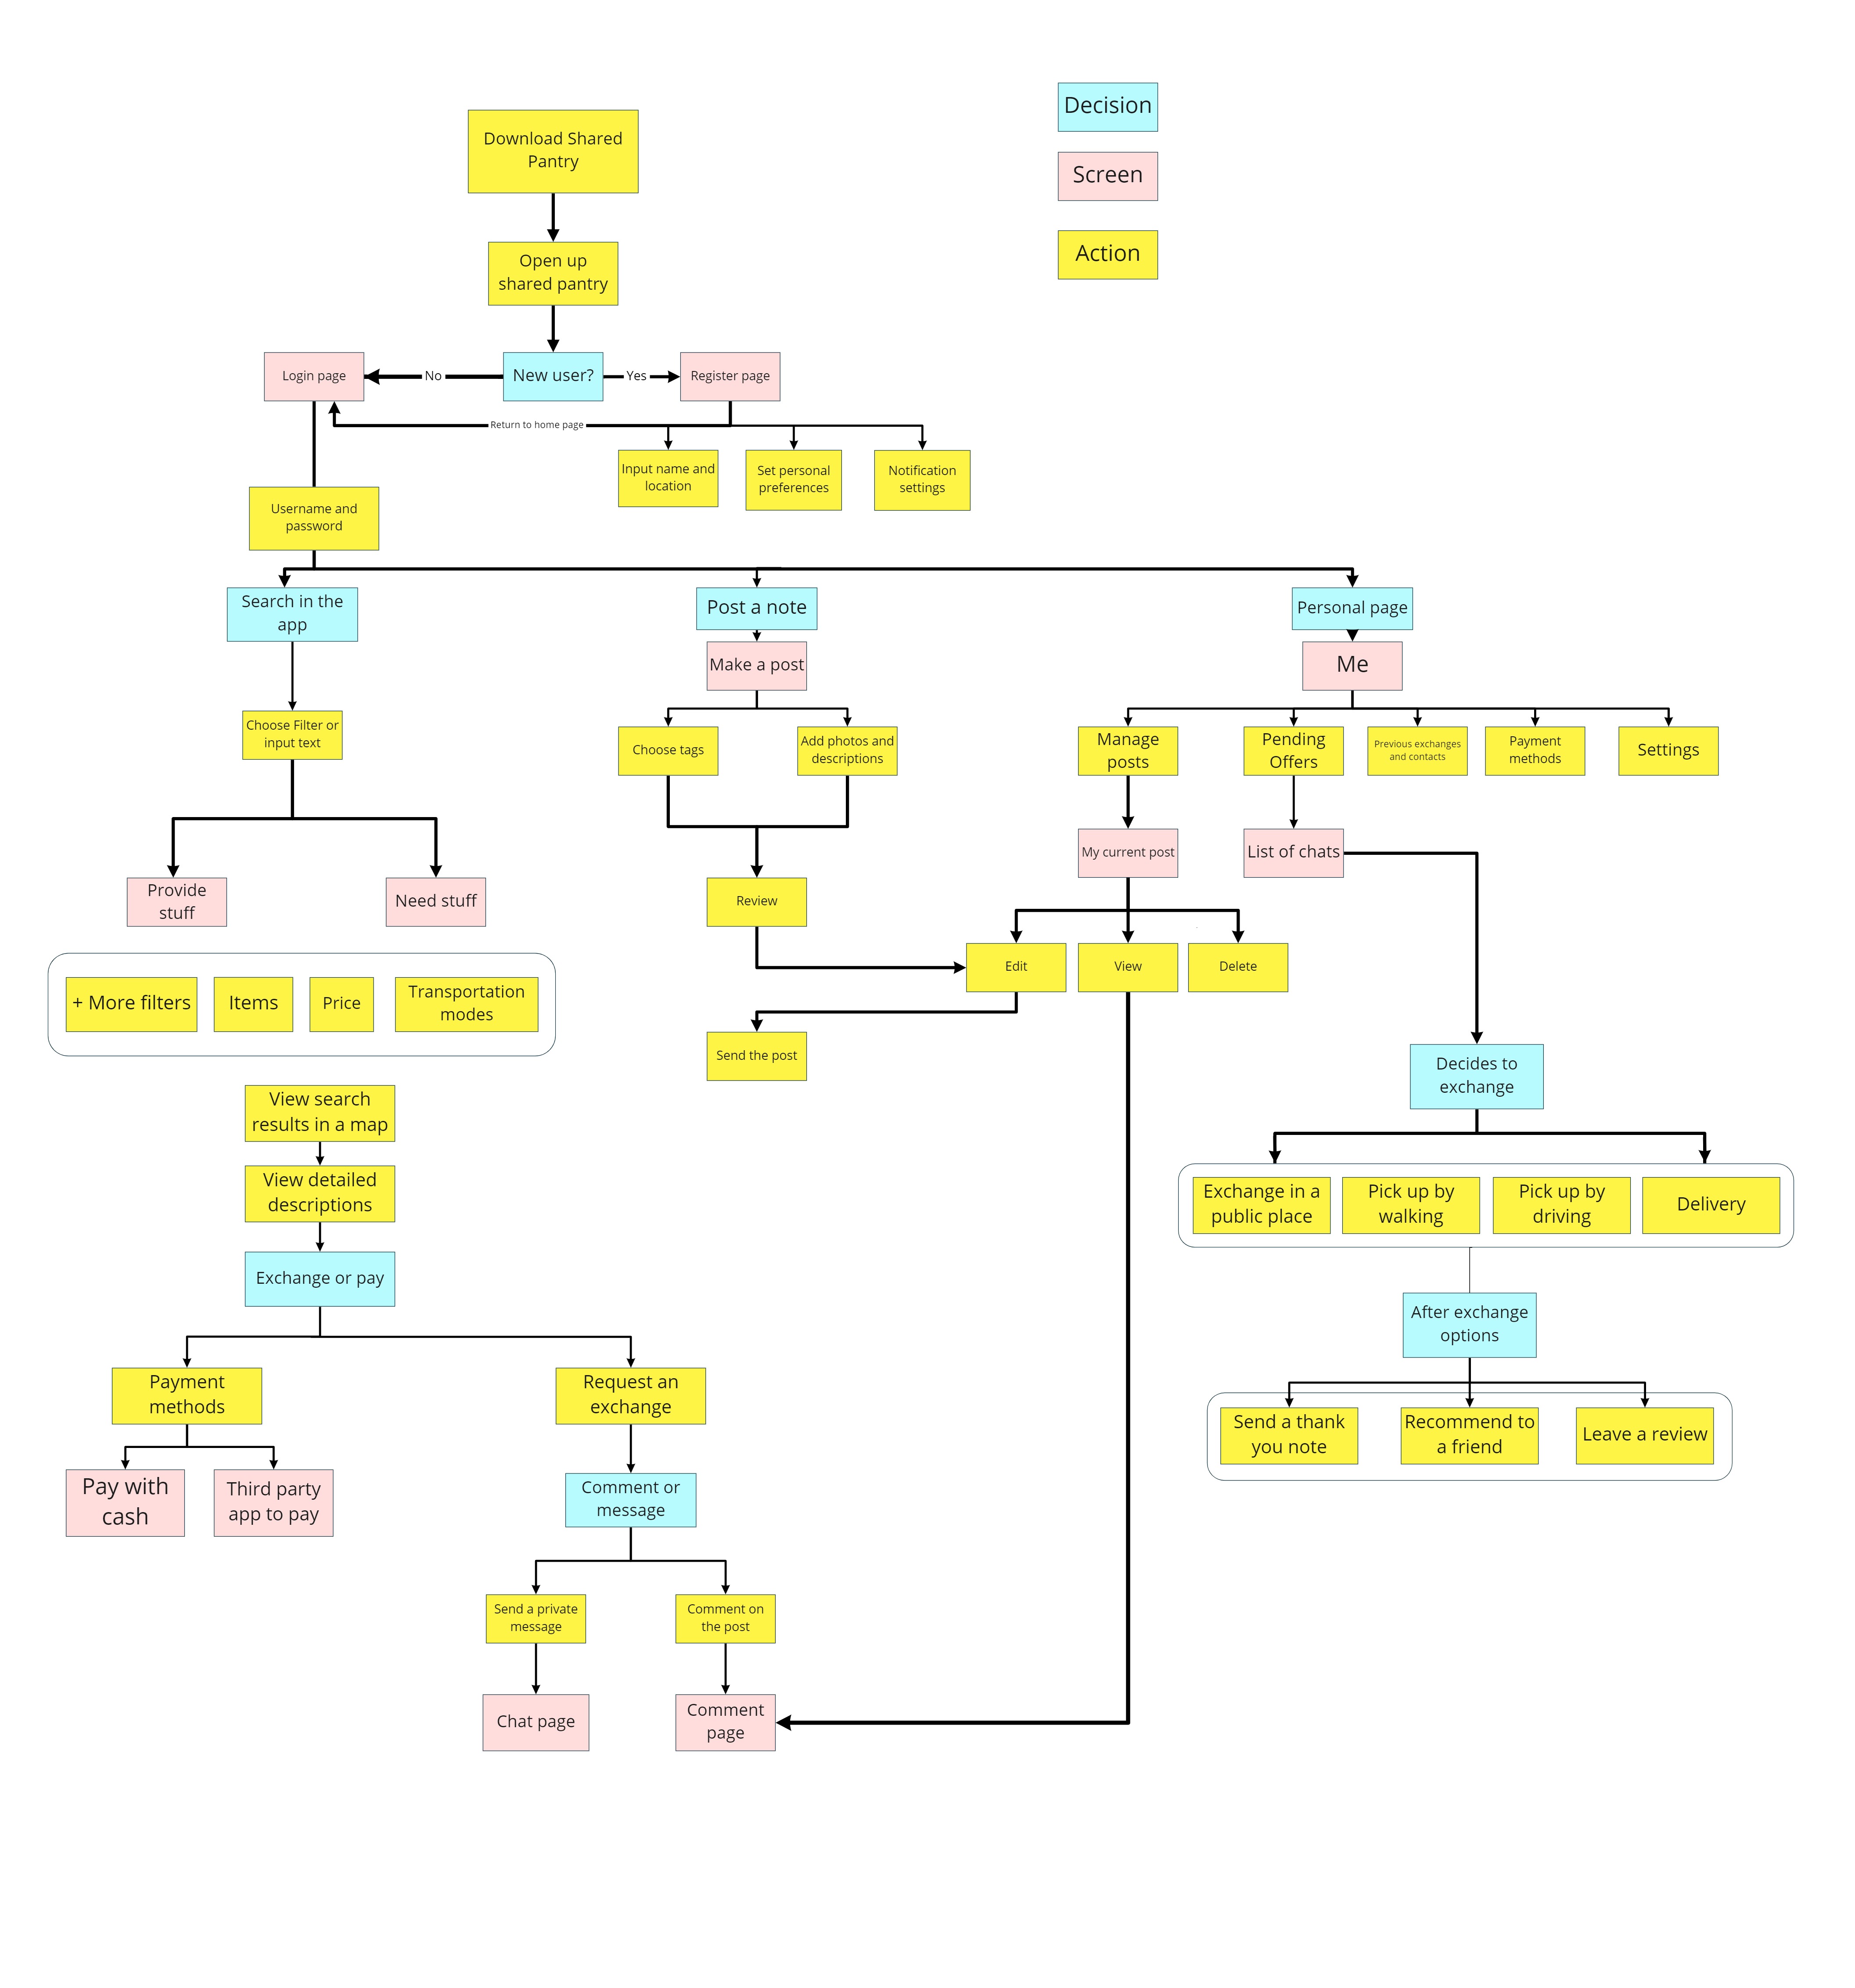 Decision
Screen
Action
Download Shared
Pantry
Open up
shared pantry
Login page
No
New user?
Yes
Register page
Return to home page
Input name and
location
Set personal
preferences
Notification
settings
Username and
password
Search in the
app
Post a note
Personal page
Make a post
Me
Choose Filter or
input text
Choose tags
Add photos and
descriptions
Manage
posts
Pending
Offers
Previous exchanges
and contacts
Payment
methods
Settings
My current post
List of chats
Provide
stuff
Need stuff
Review
Edit
View
Delete
+ More filters
Items
Price
Transportation
modes
Send the post
Decides to
exchange
View search
results in a map
View detailed
descriptions
Exchange in a
public place
Pick up by
walking
Pick up by
driving
Delivery
Exchange or pay
After exchange
options
Payment
methods
Request an
exchange
Send a thank
you note
Recommend to
a friend
Leave a review
Pay with
cash
Third party
app to pay
Comment or
message
Send a private
message
Comment on
the post
Chat page
Comment
page